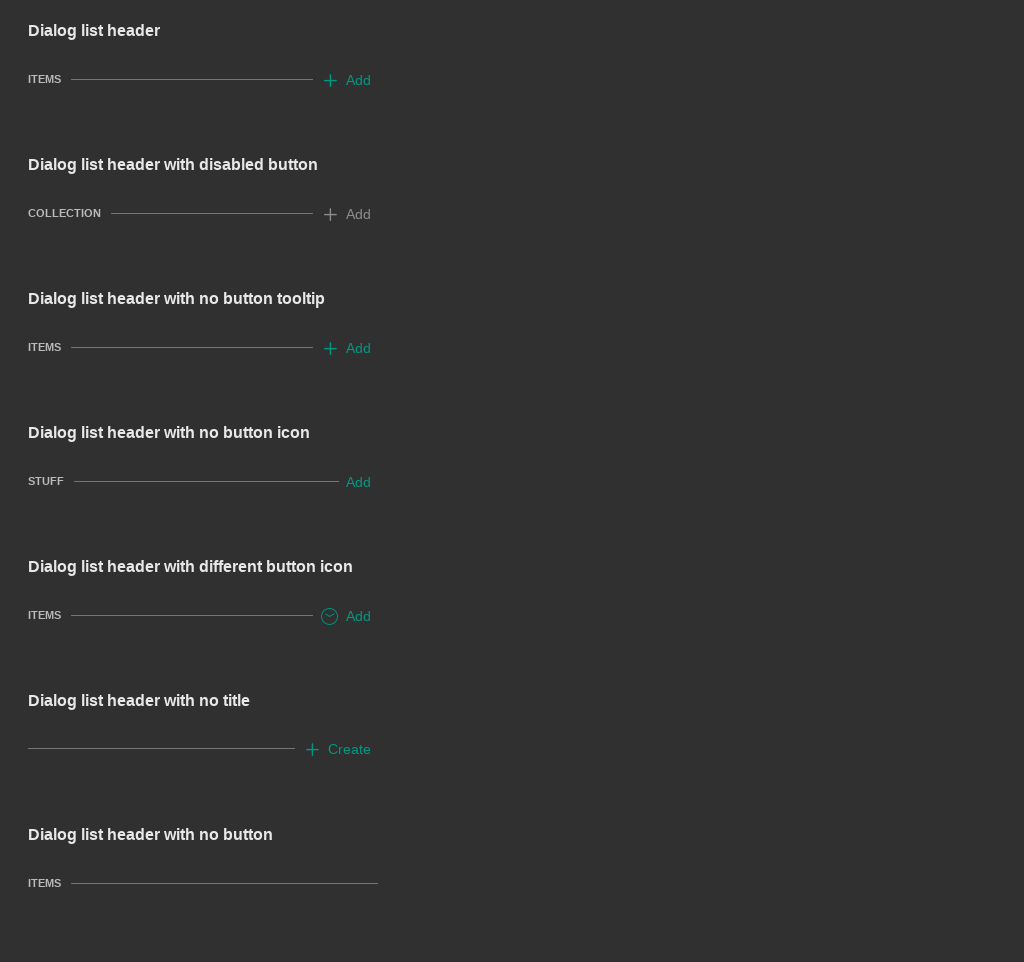 Dialog list header
ITEMS Add
Dialog list header with disabled button
COLLECTION Add
Dialog list header with no button tooltip
ITEMS Add
Dialog list header with no button icon
STUFF Add
Dialog list header with different button icon
ITEMS Add
Dialog list header with no title
Create
Dialog list header with no button
ITEMS